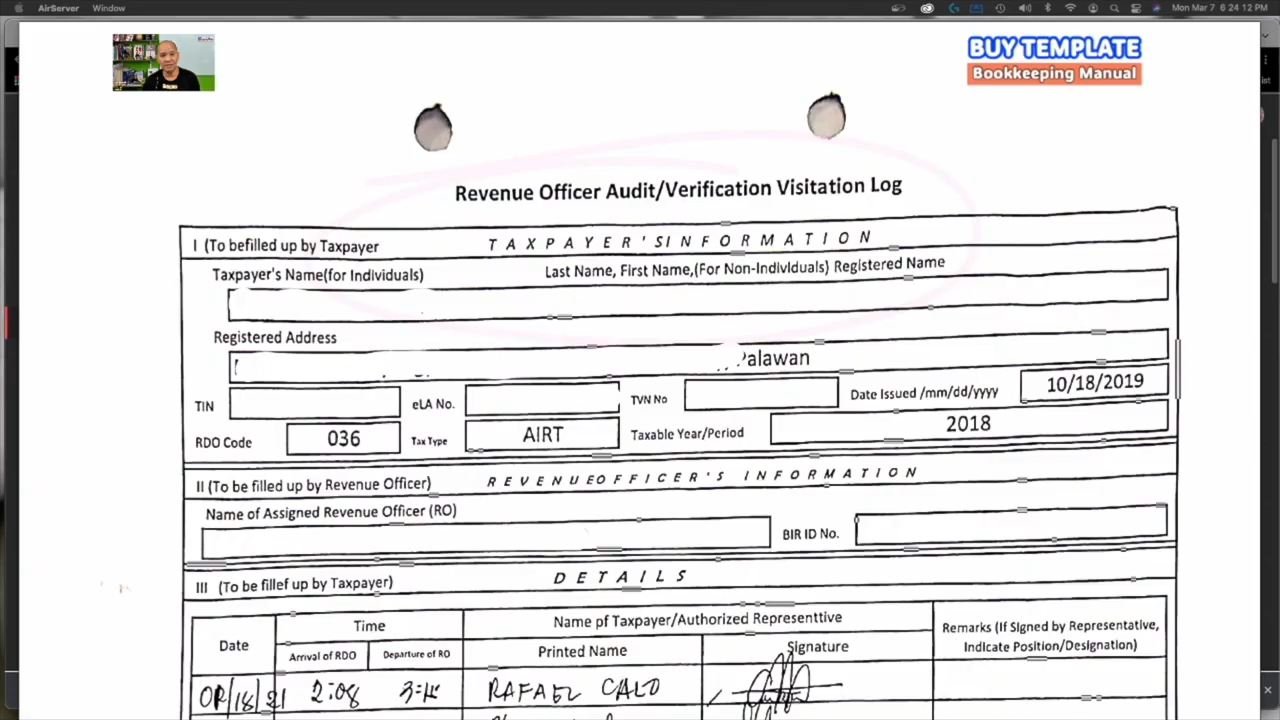 AirServer Window Mon Mar 7 6:24:12 PM
BUY TEMPLATE
Bookkeeping Manual
Revenue Officer Audit/Verification Visitation Log
I (To befilled up by Taxpayer TAXPAYER'SINFORMATION
Taxpayer's Name(for Individuals) Last Name, First Name,(For Non-Individuals) Registered Name
Registered Address
alawan
TIN eLA No. TVN No Date Issued /mm/dd/yyyy 10/18/2019
RDO Code 036 Tax Type AIRT Taxable Year/Period 2018
II (To be filled up by Revenue Officer) REVENUEOFFICER'S INFORMATION
Name of Assigned Revenue Officer (RO)
BIR ID No.
III (To be fillef up by Taxpayer) DETAILS
Date Time Name pf Taxpayer/Authorized Representtive Remarks (If Signed by Representative,
Arrival of RDO Departure of RO Printed Name Signature Indicate Position/Designation)
2:08 RAFAEL CALO